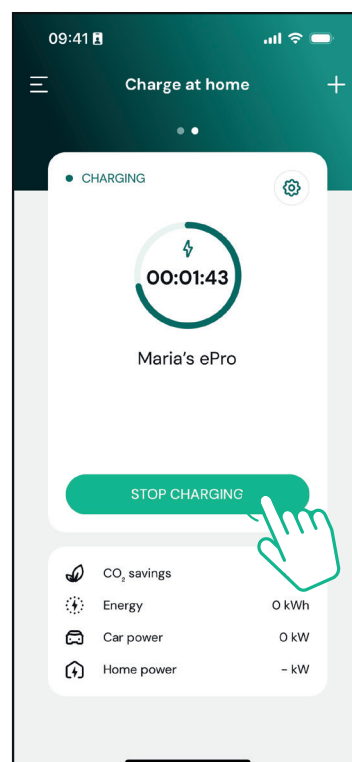 09:41
Charge at home
CHARGING
00:01:43
Maria's ePro
STOP CHARGING
CO₂ savings
Energy 0 kWh
Car power 0 kW
Home power - kW